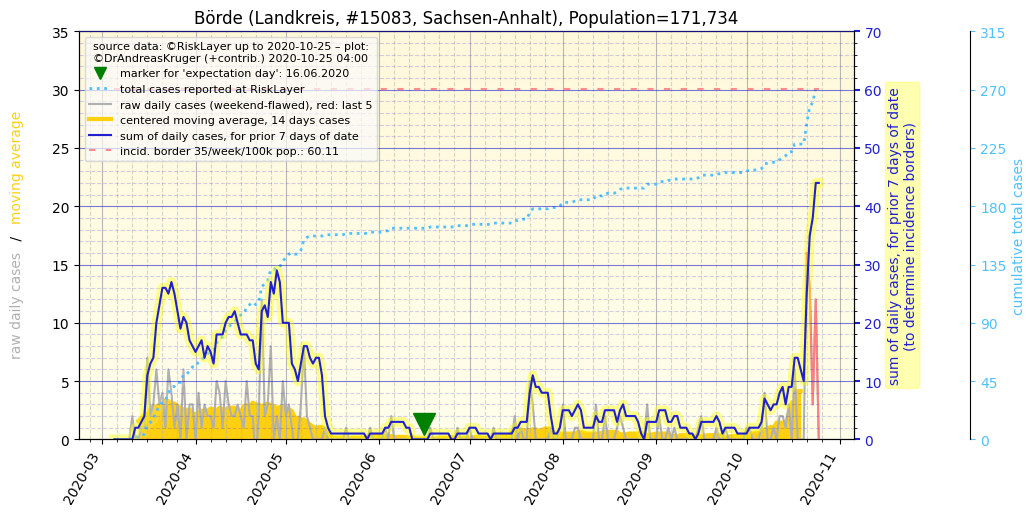 Börde (Landkreis, #15083, Sachsen-Anhalt), Population=171,734
source data: ©RiskLayer up to 2020-10-25 – plot:
©DrAndreasKruger (+contrib.) 2020-10-25 04:00
marker for 'expectation day': 16.06.2020
total cases reported at RiskLayer
raw daily cases (weekend-flawed), red: last 5
centered moving average, 14 days cases
sum of daily cases, for prior 7 days of date
incid. border 35/week/100k pop.: 60.11
raw daily cases / moving average
35
30
25
20
15
10
5
0
2020-03
2020-04
2020-05
2020-06
2020-07
2020-08
2020-09
2020-10
2020-11
70
60
50
40
30
20
10
0
sum of daily cases, for prior 7 days of date
(to determine incidence borders)
315
270
225
180
135
90
45
0
cumulative total cases